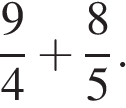 9/4 + 8/5 .